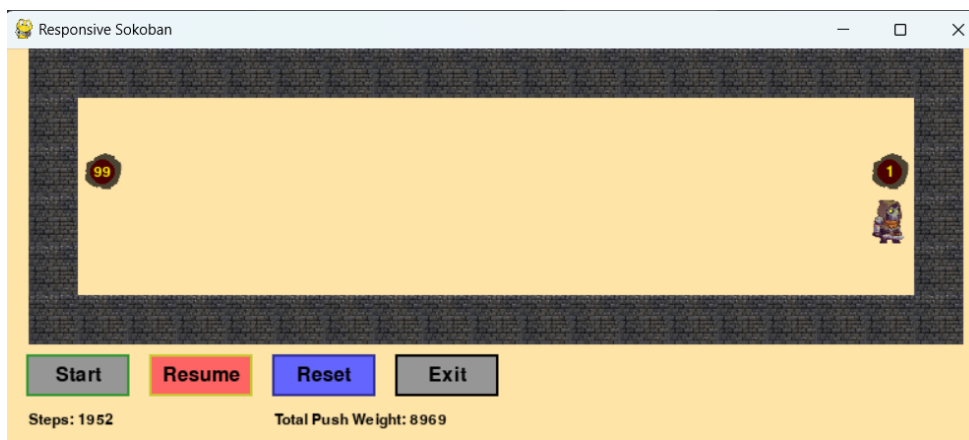 Responsive Sokoban
99 1
Start Resume Reset Exit
Steps: 1952 Total Push Weight: 8969